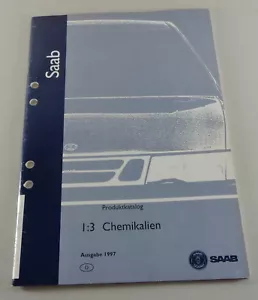 Saab
Produktkatalog
1:3 Chemikalien
Ausgabe 1997
D
SAAB